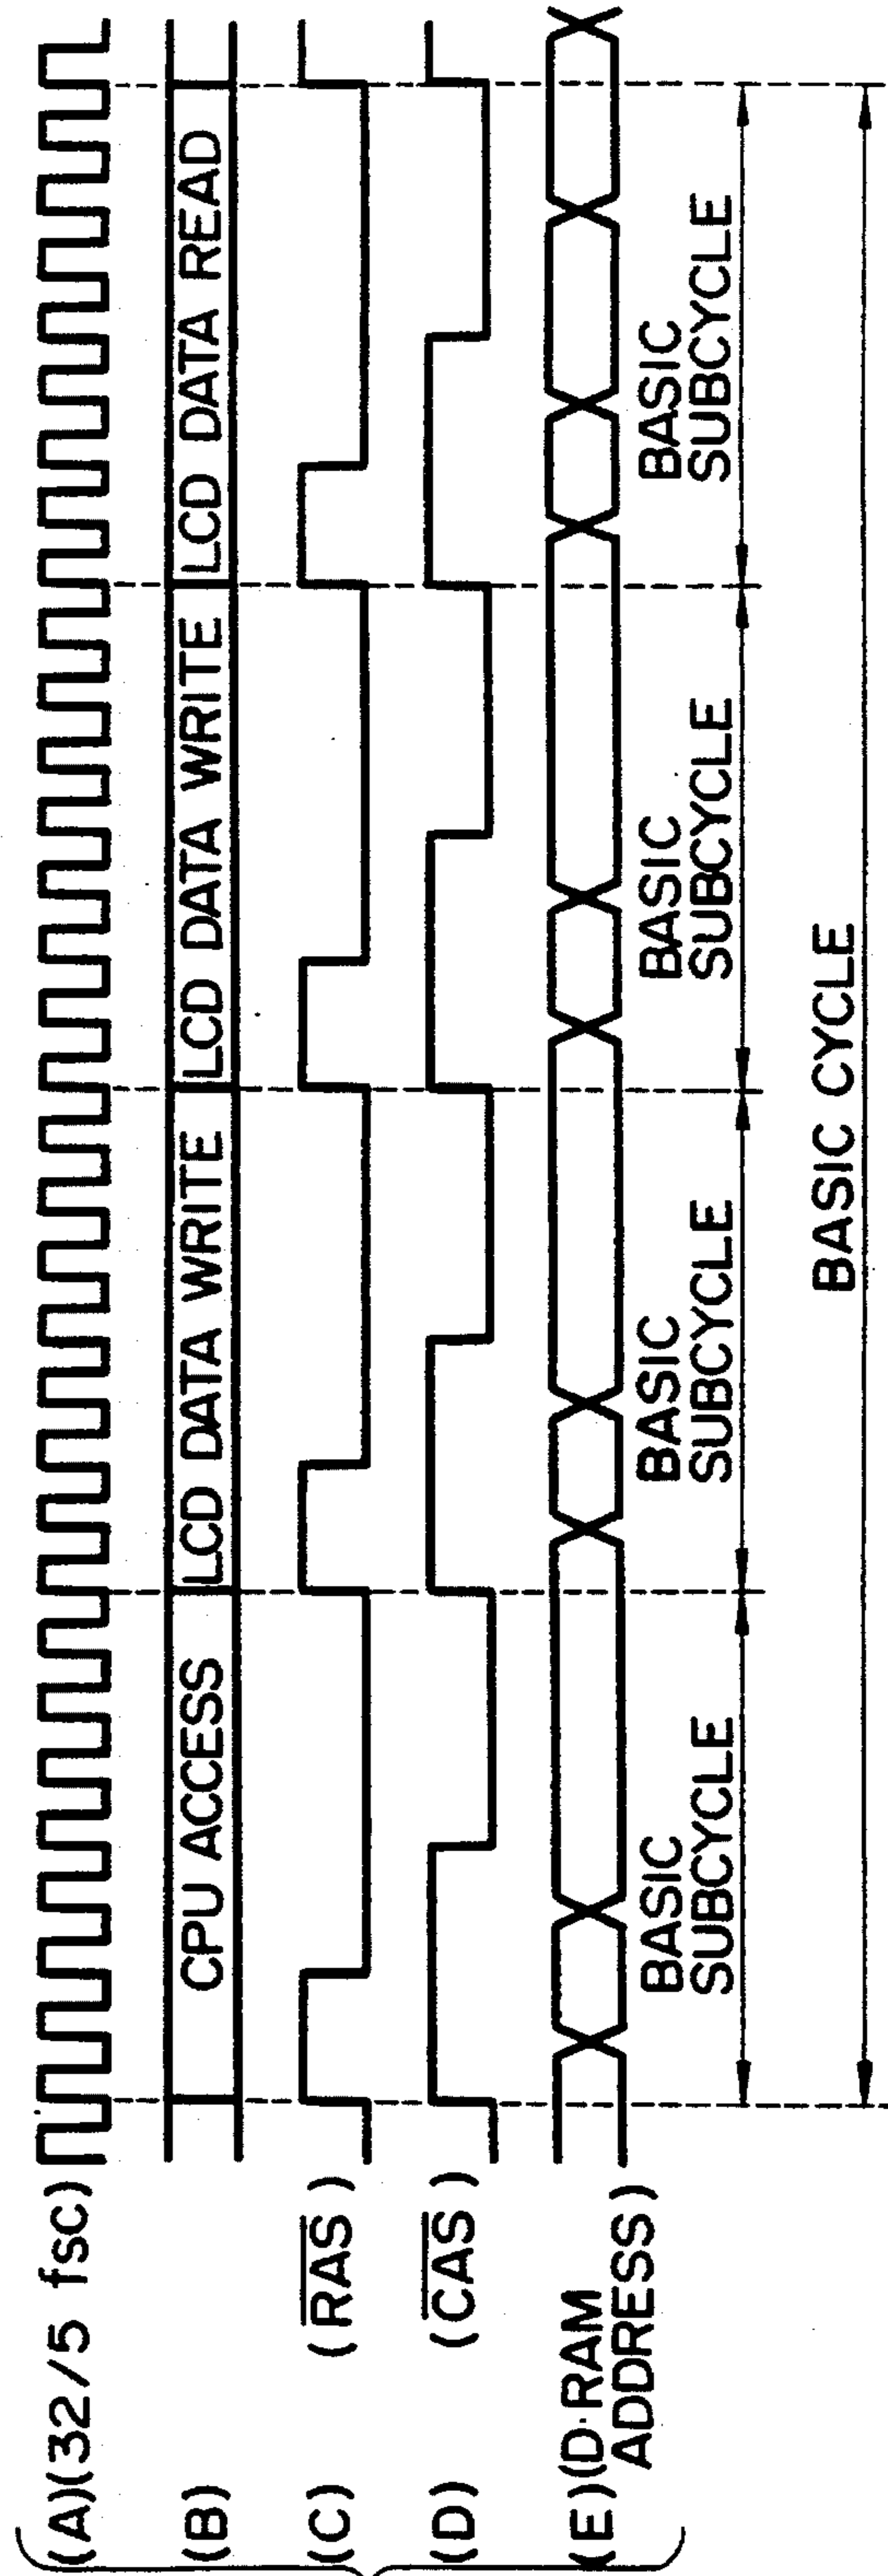 (A)(32/5 fsc)
(B)
CPU ACCESS
LCD DATA WRITE
LCD DATA WRITE
LCD DATA READ
(C) (RAS)
(D) (CAS)
(E)(D·RAM
ADDRESS)
BASIC
SUBCYCLE
BASIC
SUBCYCLE
BASIC
SUBCYCLE
BASIC
SUBCYCLE
BASIC CYCLE